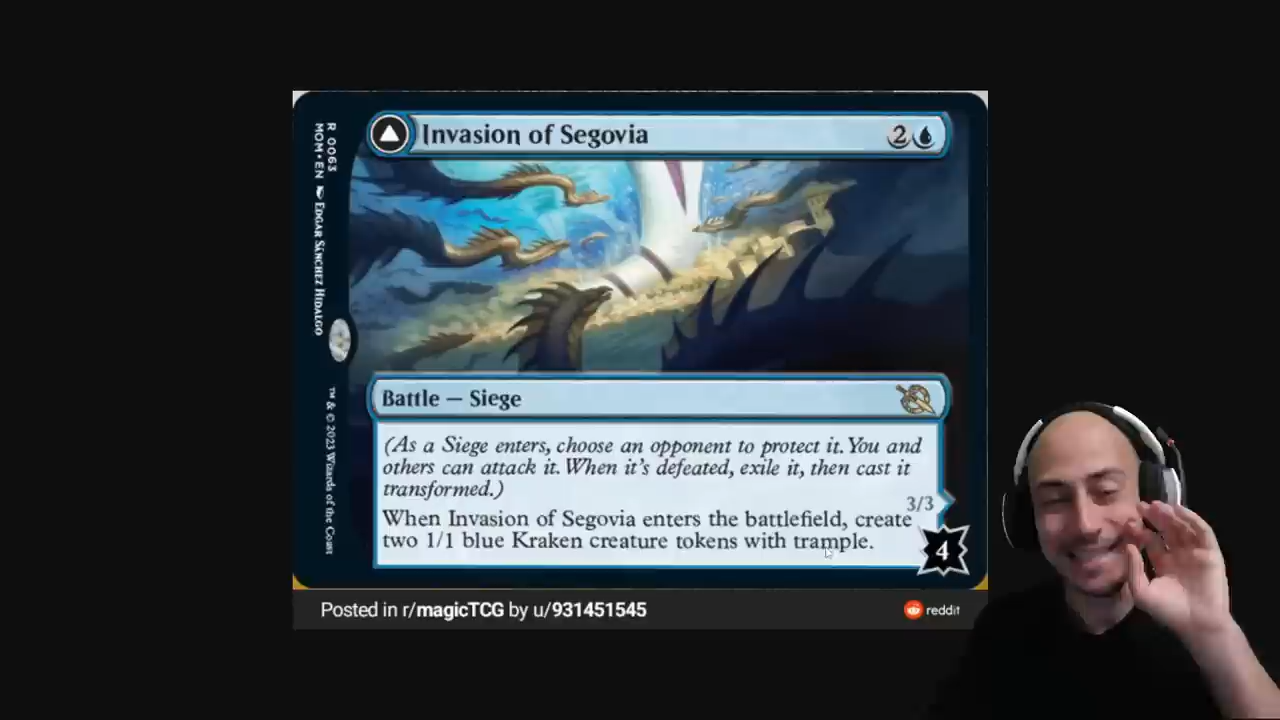 Invasion of Segovia
2
R 0063
MOM • EN EDGAR SÁNCHEZ HIDALGO
™ & © 2023 Wizards of the Coast
Battle — Siege
(As a Siege enters, choose an opponent to protect it. You and
others can attack it. When it's defeated, exile it, then cast it
transformed.)
3/3
When Invasion of Segovia enters the battlefield, create
two 1/1 blue Kraken creature tokens with trample.
4
Posted in r/magicTCG by u/931451545
reddit